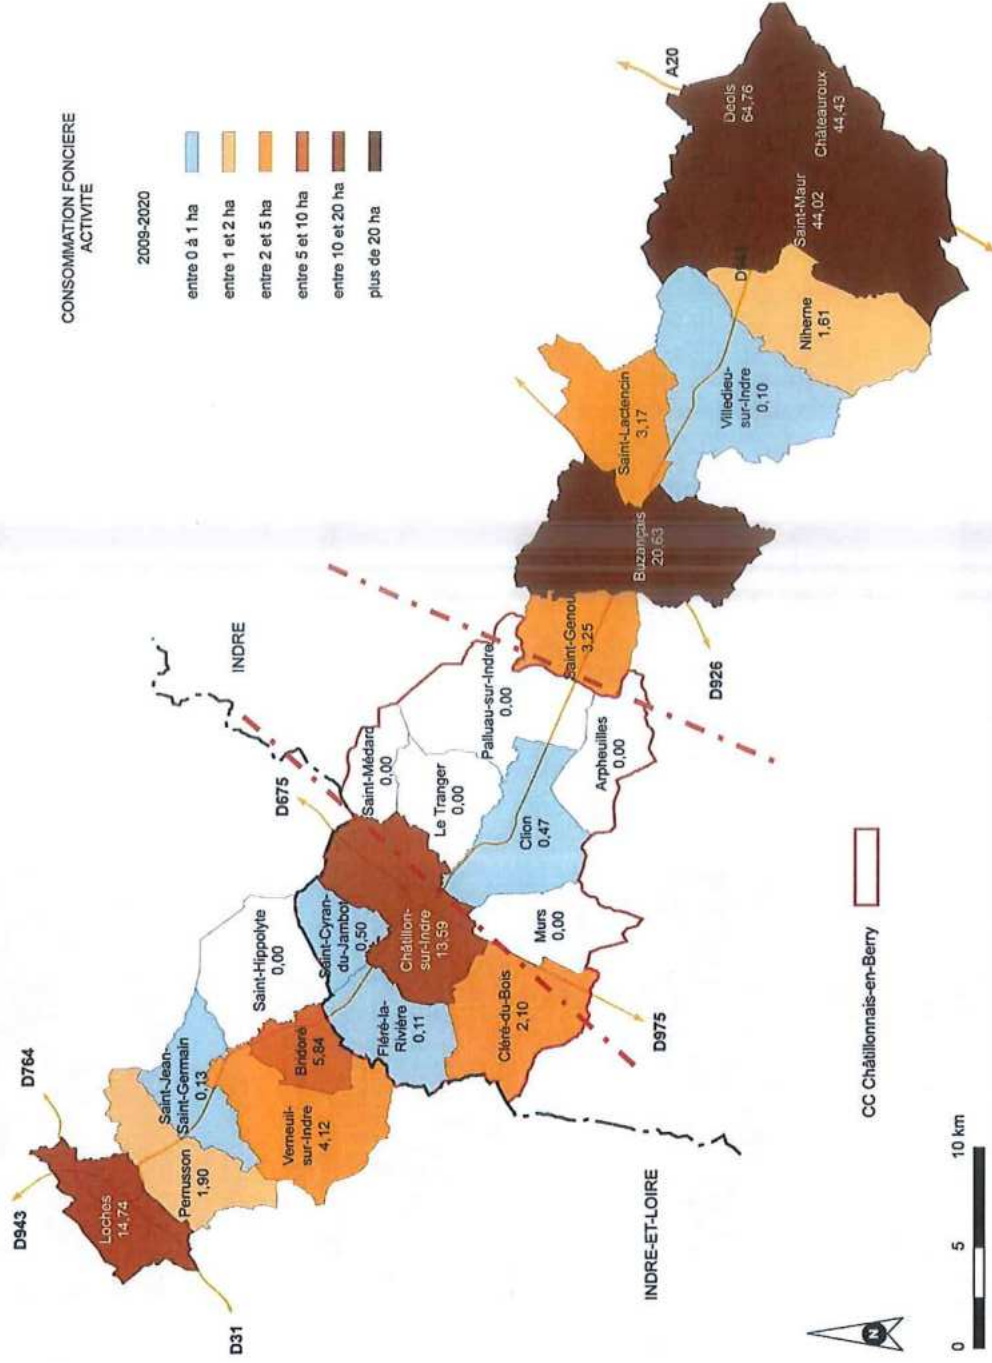 CONSOMMATION FONCIERE
ACTIVITE
2009-2020
entre 0 à 1 ha
entre 1 et 2 ha
entre 2 et 5 ha
entre 5 et 10 ha
entre 10 et 20 ha
plus de 20 ha
D943
D764
Loches
14,74
D31
Perrusson
1,90
Saint-Jean-
Saint-Germain
0,13
Verneuil-
sur-Indre
4,12
Bridoré
5,84
Saint-Hippolyte
0,00
Saint-Cyran-
du-Jambot
0,50
Fléré-la-
Rivière
0,11
Châtillon-
sur-Indre
13,59
Cléré-du-Bois
2,10
D675
INDRE
Saint-Médard
0,00
Le Tranger
0,00
Palluau-sur-Indre
0,00
Clion
0,47
Murs
0,00
Arpheuilles
0,00
D975
Saint-Genou
3,25
Buzançais
20,63
D926
Saint-Lactencin
3,17
Villedieu-
sur-Indre
0,10
Niherne
1,61
Saint-Maur
44,02
Déols
64,76
Châteauroux
44,43
A20
INDRE-ET-LOIRE
CC Châtillonnais-en-Berry
N
0 5 10 km